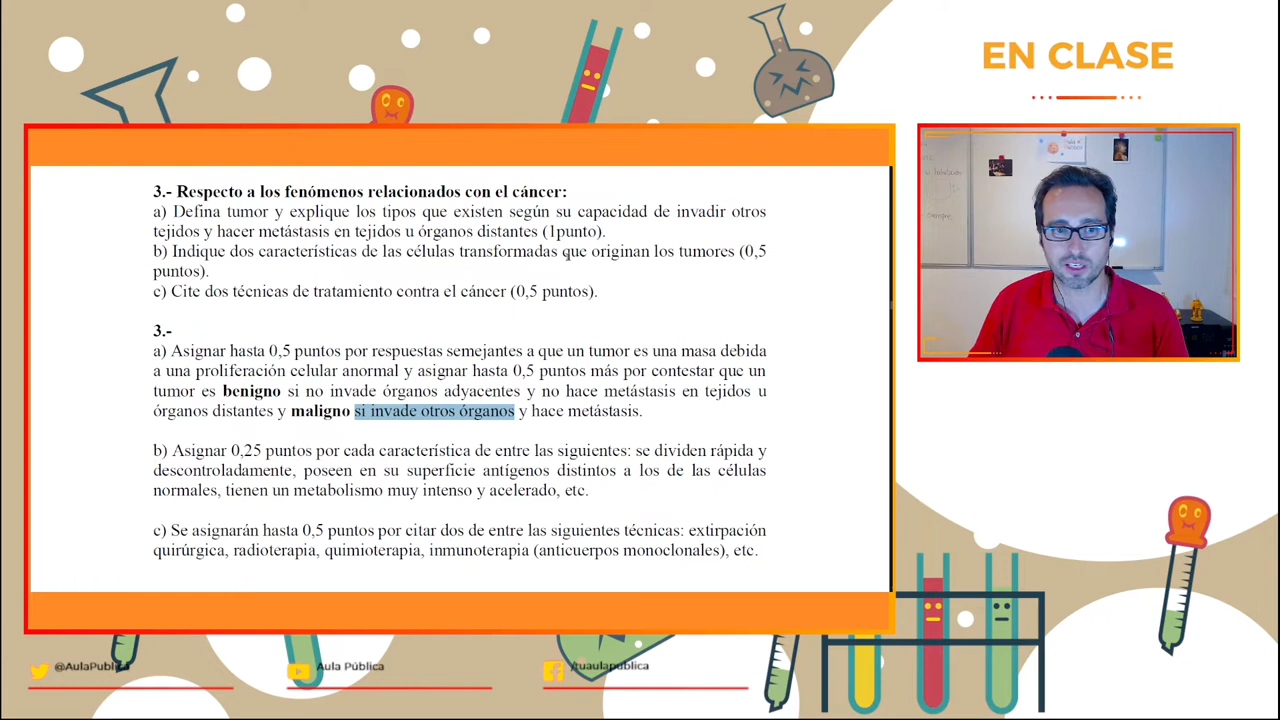 EN CLASE
3.- Respecto a los fenómenos relacionados con el cáncer:
a) Defina tumor y explique los tipos que existen según su capacidad de invadir otros
tejidos y hacer metástasis en tejidos u órganos distantes (1punto).
b) Indique dos características de las células transformadas que originan los tumores (0,5
puntos).
c) Cite dos técnicas de tratamiento contra el cáncer (0,5 puntos).
3.-
a) Asignar hasta 0,5 puntos por respuestas semejantes a que un tumor es una masa debida
a una proliferación celular anormal y asignar hasta 0,5 puntos más por contestar que un
tumor es benigno si no invade órganos adyacentes y no hace metástasis en tejidos u
órganos distantes y maligno si invade otros órganos y hace metástasis.
b) Asignar 0,25 puntos por cada característica de entre las siguientes: se dividen rápida y
descontroladamente, poseen en su superficie antígenos distintos a los de las células
normales, tienen un metabolismo muy intenso y acelerado, etc.
c) Se asignarán hasta 0,5 puntos por citar dos de entre las siguientes técnicas: extirpación
quirúrgica, radioterapia, quimioterapia, inmunoterapia (anticuerpos monoclonales), etc.
@AulaPublica
Aula Pública
/tuaulapublica